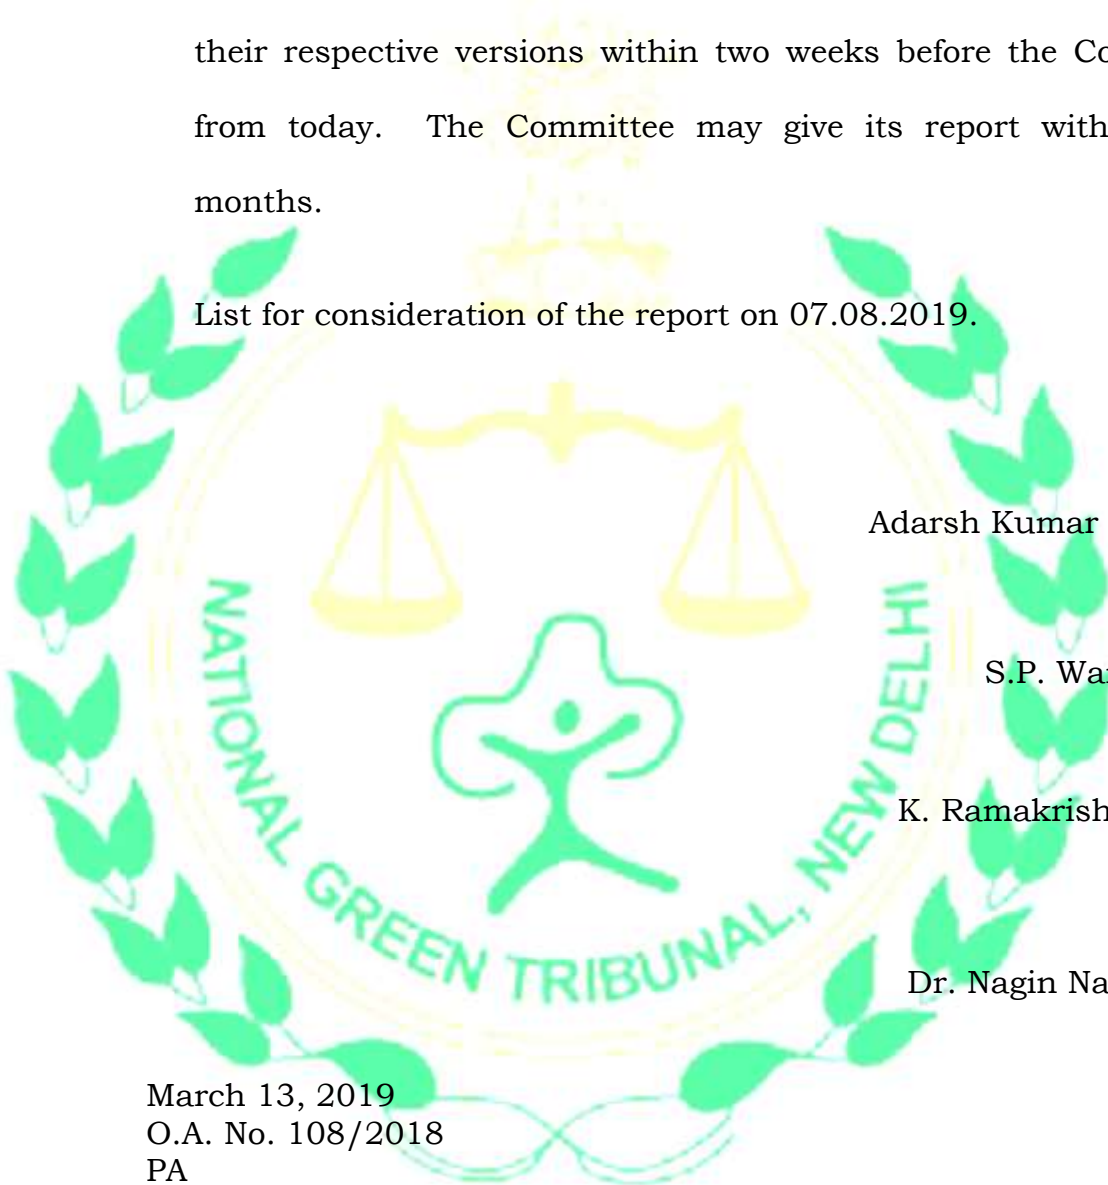 their respective versions within two weeks before the Co
from today. The Committee may give its report with
months.
List for consideration of the report on 07.08.2019.
Adarsh Kumar
S.P. Wa
K. Ramakrish
Dr. Nagin Na
NATIONAL GREEN TRIBUNAL, NEW DELHI
March 13, 2019
O.A. No. 108/2018
PA